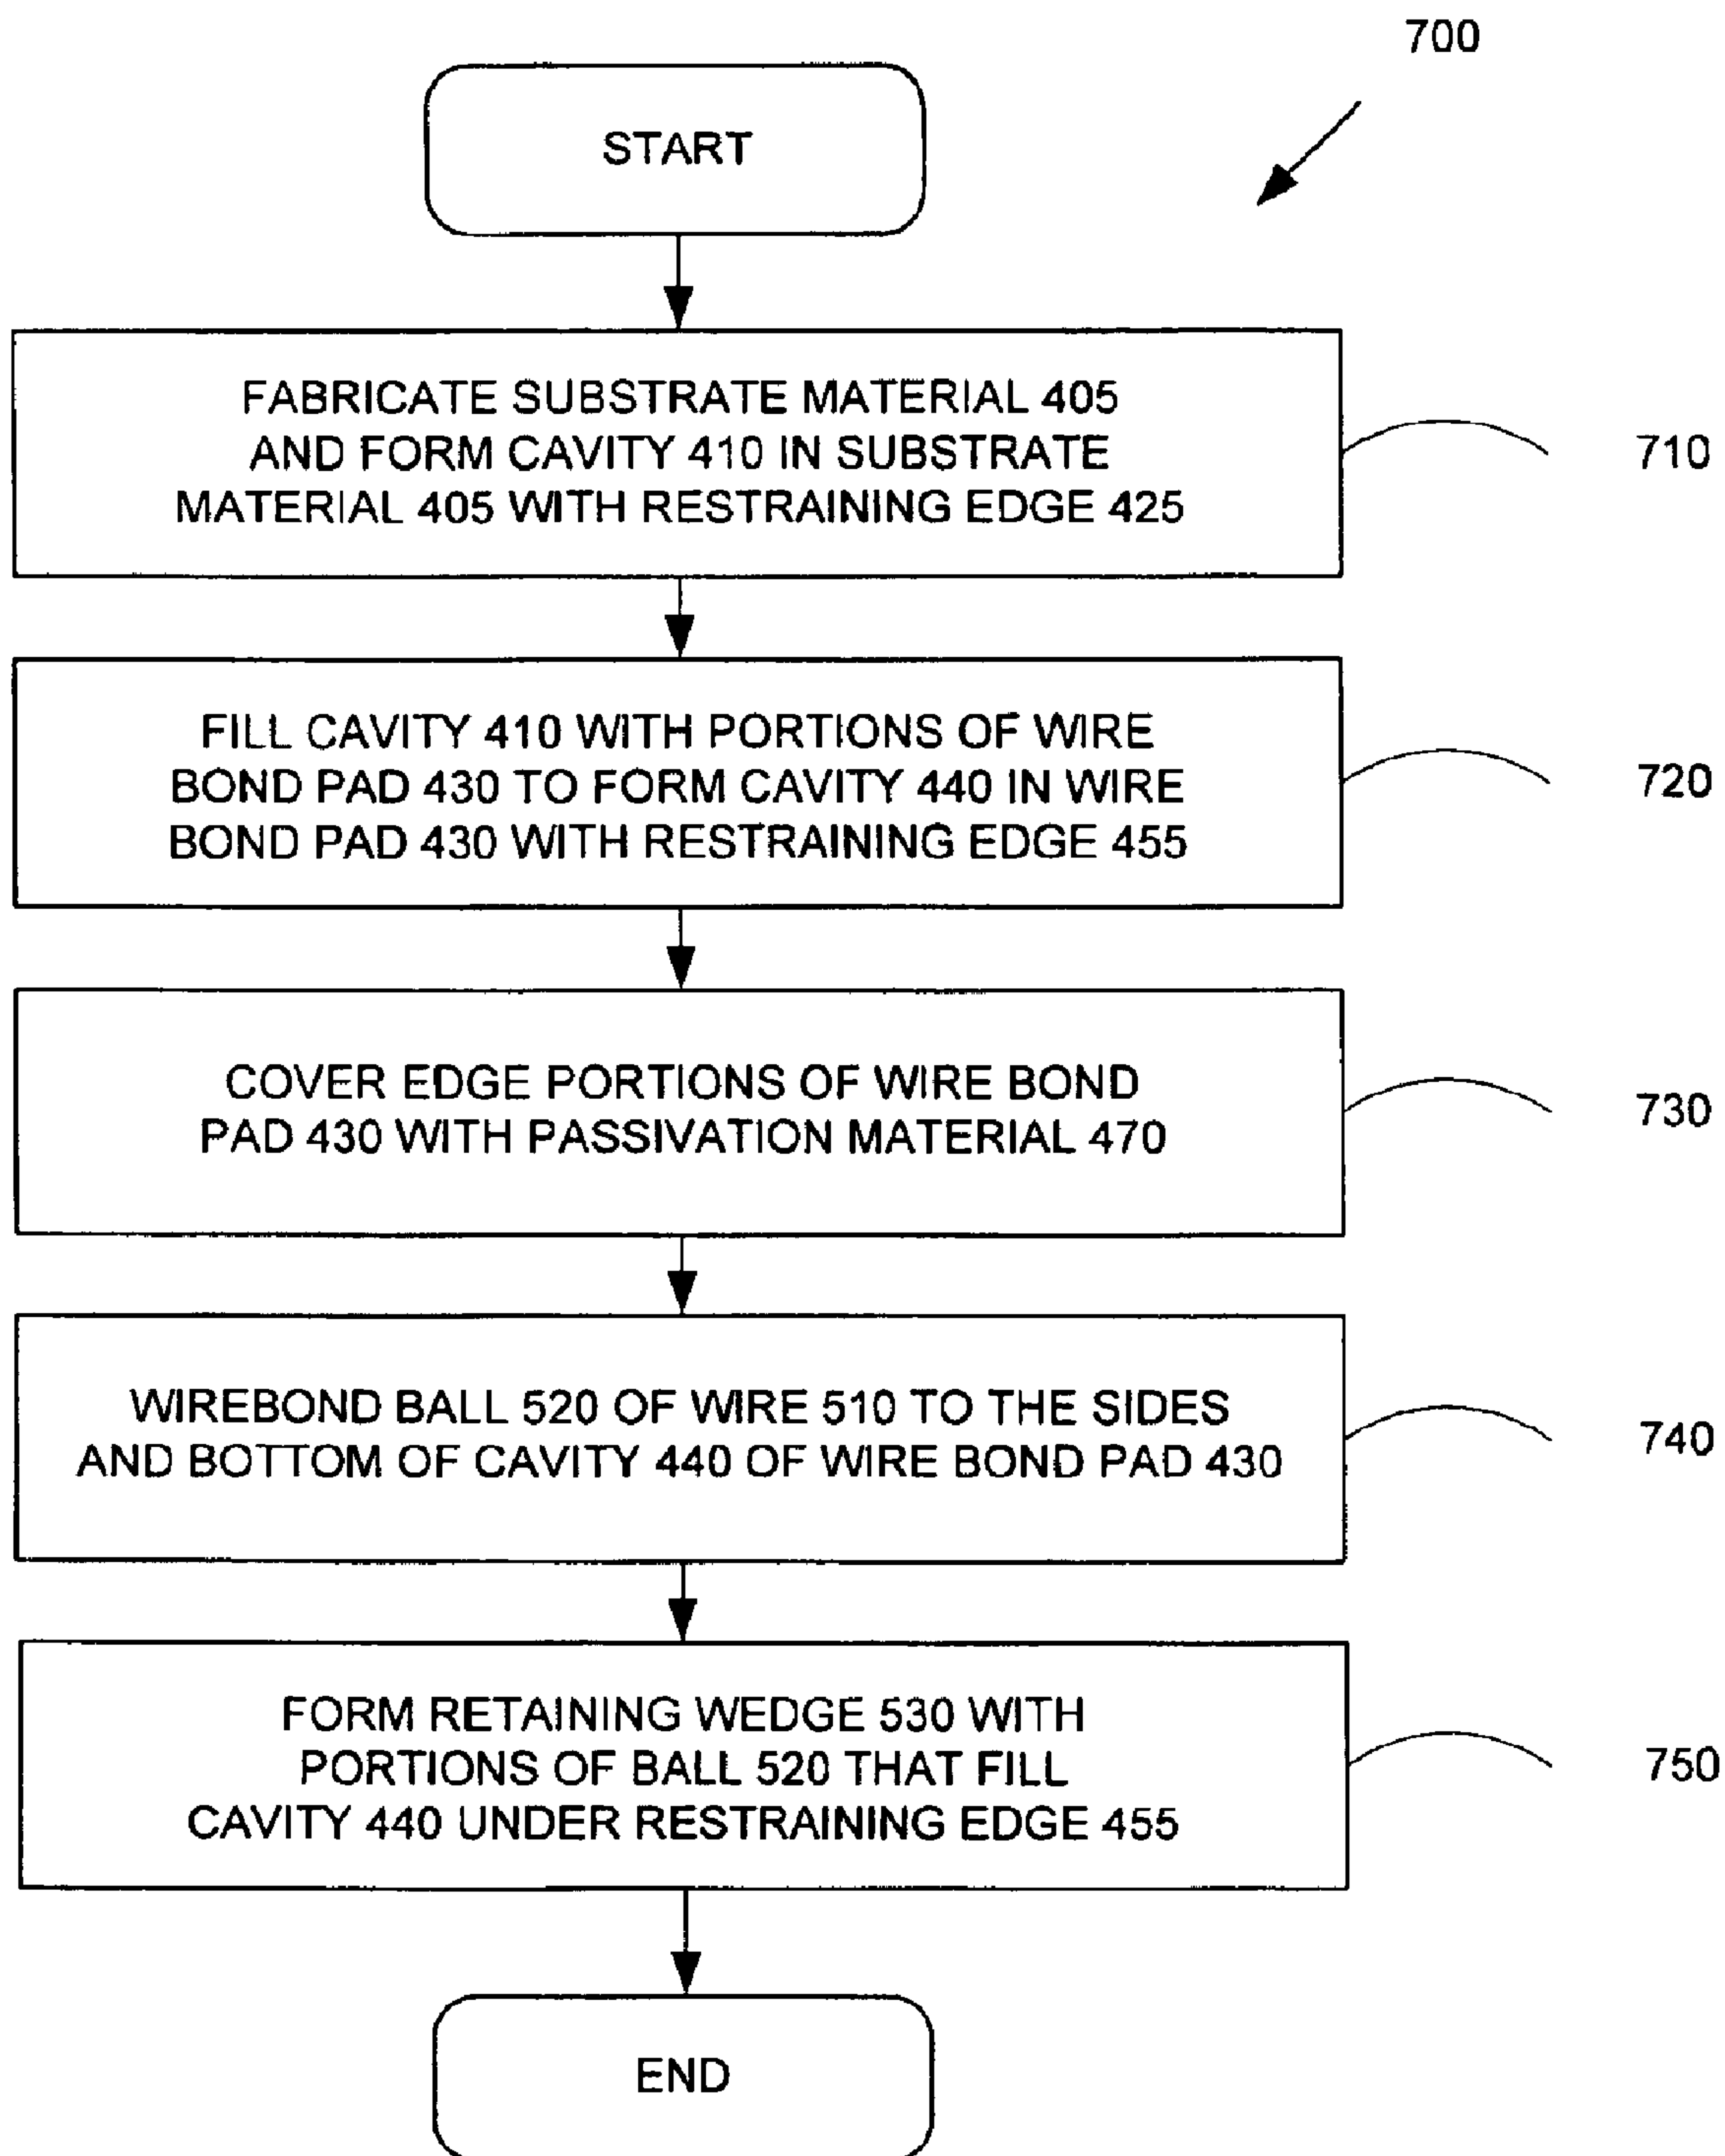 700
START
FABRICATE SUBSTRATE MATERIAL 405
AND FORM CAVITY 410 IN SUBSTRATE
MATERIAL 405 WITH RESTRAINING EDGE 425
710
FILL CAVITY 410 WITH PORTIONS OF WIRE
BOND PAD 430 TO FORM CAVITY 440 IN WIRE
BOND PAD 430 WITH RESTRAINING EDGE 455
720
COVER EDGE PORTIONS OF WIRE BOND
PAD 430 WITH PASSIVATION MATERIAL 470
730
WIREBOND BALL 520 OF WIRE 510 TO THE SIDES
AND BOTTOM OF CAVITY 440 OF WIRE BOND PAD 430
740
FORM RETAINING WEDGE 530 WITH
PORTIONS OF BALL 520 THAT FILL
CAVITY 440 UNDER RESTRAINING EDGE 455
750
END